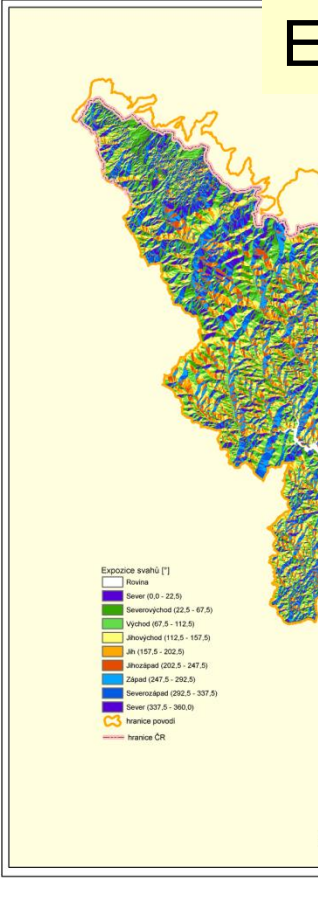 E
Expozice svahů [°]
Rovina
Sever (0,0 - 22,5)
Severovýchod (22,5 - 67,5)
Východ (67,5 - 112,5)
Jihovýchod (112,5 - 157,5)
Jih (157,5 - 202,5)
Jihozápad (202,5 - 247,5)
Západ (247,5 - 292,5)
Severozápad (292,5 - 337,5)
Sever (337,5 - 360,0)
hranice povodí
hranice ČR